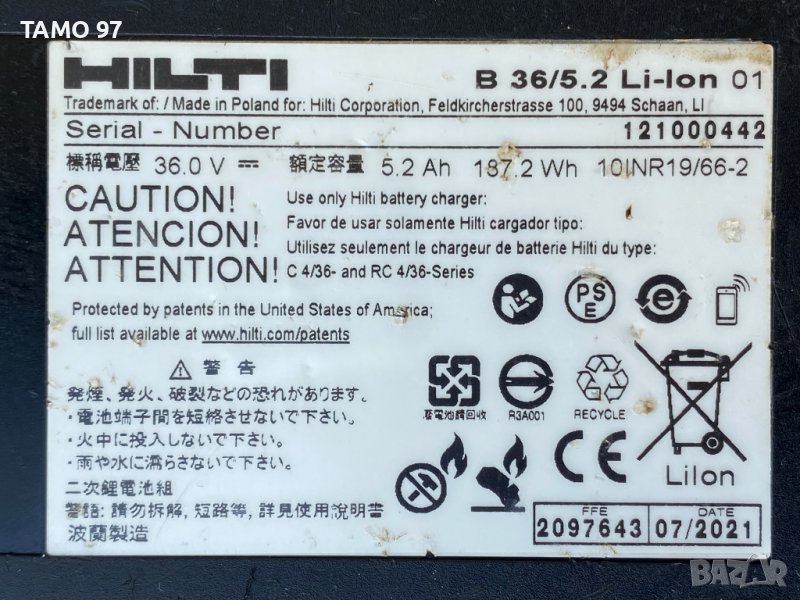 TAMO 97
HILTI
B 36/5.2 Li-Ion 01
Trademark of: / Made in Poland for: Hilti Corporation, Feldkircherstrasse 100, 9494 Schaan, LI
Serial - Number 121000442
標稱電壓 36.0 V 額定容量 5.2 Ah 187.2 Wh 10INR19/66-2
CAUTION! Use only Hilti battery charger:
ATENCION! Favor de usar solamente Hilti cargador tipo:
ATTENTION! Utilisez seulement le chargeur de batterie Hilti du type:
C 4/36- and RC 4/36-Series
Protected by patents in the United States of America;
full list available at www.hilti.com/patents
PS
E
e
警告
発煙、発火、破裂などの恐れがあります。
・電池端子間を短絡させないで下さい。
・火中に投入しないで下さい。
・雨や水に濡らさないで下さい。
廢電池請回收 R3A001 RECYCLE
CE
LiIon
二次鋰電池組
警語: 請勿拆解, 短路等, 詳見使用說明書
波蘭製造
FFE DATE
2097643 07/2021
BAZAR